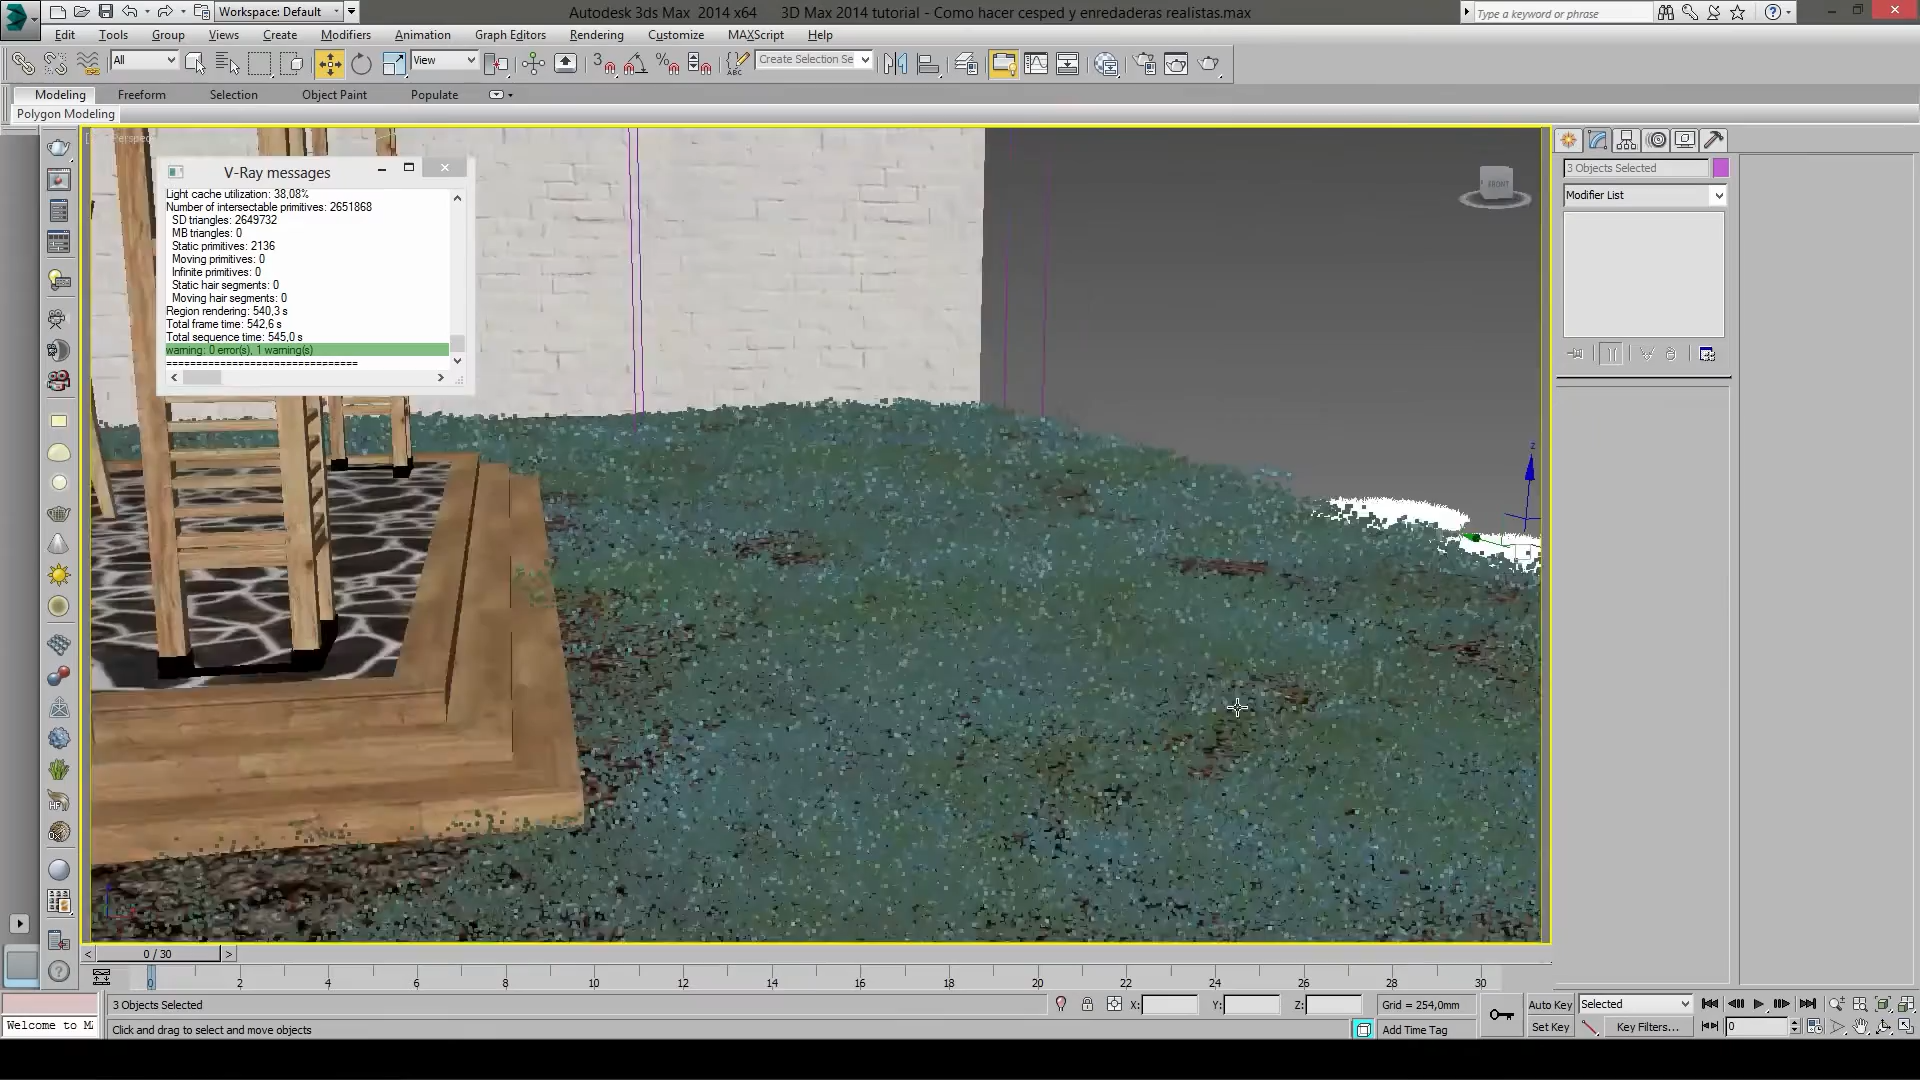 Workspace: Default
Autodesk 3ds Max 2014 x64 3D Max 2014 tutorial - Como hacer cesped y enredaderas realistas.max
Type a keyword or phrase
Edit Tools Group Views Create Modifiers Animation Graph Editors Rendering Customize MAXScript Help
All
View
3
Create Selection Se
Modeling Freeform Selection Object Paint Populate
Polygon Modeling
V-Ray messages
Light cache utilization: 38,08%
Number of intersectable primitives: 2651868
SD triangles: 2649732
MB triangles: 0
Static primitives: 2136
Moving primitives: 0
Infinite primitives: 0
Static hair segments: 0
Moving hair segments: 0
Region rendering: 540,3 s
Total frame time: 542,6 s
Total sequence time: 545,0 s
warning: 0 error(s), 1 warning(s)
==============================
FRONT
3 Objects Selected
Modifier List
z
HF
0 / 30
0 2 4 6 8 10 12 14 16 18 20 22 24 26 28 30
3 Objects Selected
X: Y: Z:
Grid = 254,0mm
Auto Key
Selected
Welcome to M
Click and drag to select and move objects
Add Time Tag
Set Key
Key Filters...
0